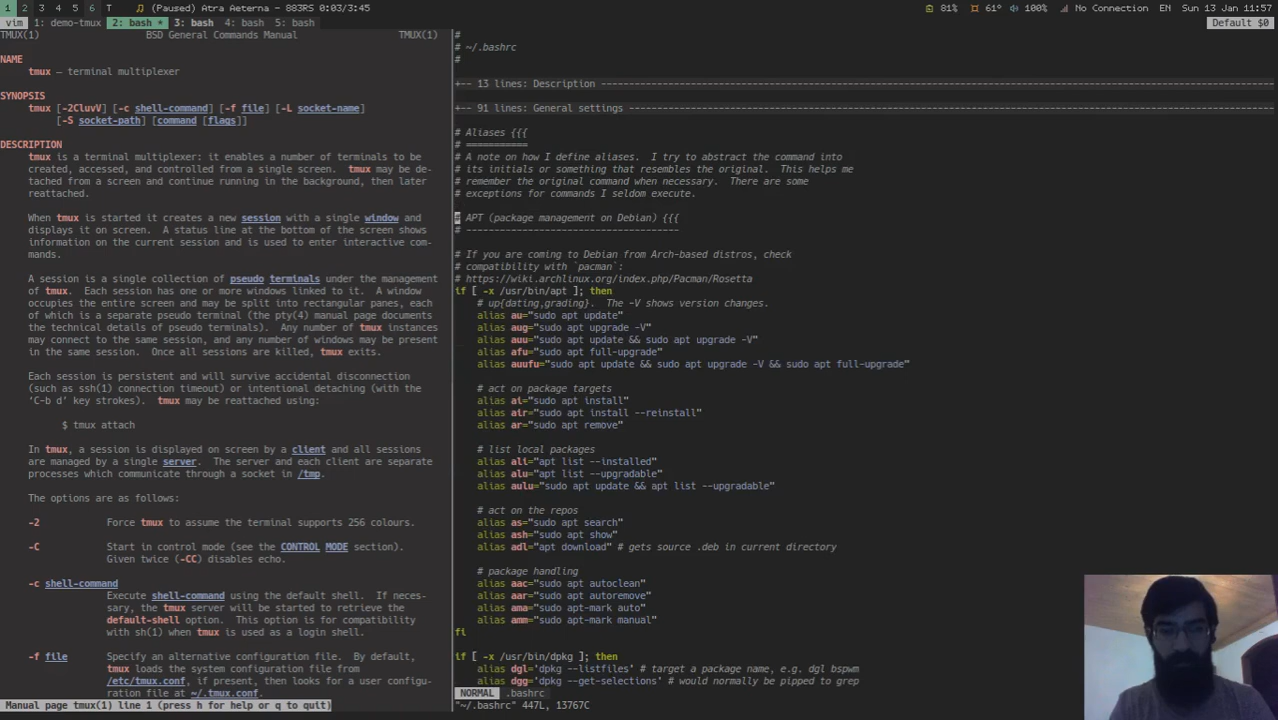 1 2 3 4 5 6 T ♫ (Paused) Atra Aeterna - 883RS 0:03/3:45 81% 61° 100% No Connection EN Sun 13 Jan 11:57
vim 1: demo-tmux 2: bash * 3: bash 4: bash 5: bash Default $0
TMUX(1) BSD General Commands Manual TMUX(1)
NAME
tmux — terminal multiplexer
SYNOPSIS
tmux [-2CluvV] [-c shell-command] [-f file] [-L socket-name]
[-S socket-path] [command [flags]]
DESCRIPTION
tmux is a terminal multiplexer: it enables a number of terminals to be
created, accessed, and controlled from a single screen. tmux may be de‐
tached from a screen and continue running in the background, then later
reattached.
When tmux is started it creates a new session with a single window and
displays it on screen. A status line at the bottom of the screen shows
information on the current session and is used to enter interactive com‐
mands.
A session is a single collection of pseudo terminals under the management
of tmux. Each session has one or more windows linked to it. A window
occupies the entire screen and may be split into rectangular panes, each
of which is a separate pseudo terminal (the pty(4) manual page documents
the technical details of pseudo terminals). Any number of tmux instances
may connect to the same session, and any number of windows may be present
in the same session. Once all sessions are killed, tmux exits.
Each session is persistent and will survive accidental disconnection
(such as ssh(1) connection timeout) or intentional detaching (with the
‘C-b d’ key strokes). tmux may be reattached using:
$ tmux attach
In tmux, a session is displayed on screen by a client and all sessions
are managed by a single server. The server and each client are separate
processes which communicate through a socket in /tmp.
The options are as follows:
-2 Force tmux to assume the terminal supports 256 colours.
-C Start in control mode (see the CONTROL MODE section).
Given twice (-CC) disables echo.
-c shell-command
Execute shell-command using the default shell. If neces‐
sary, the tmux server will be started to retrieve the
default-shell option. This option is for compatibility
with sh(1) when tmux is used as a login shell.
-f file Specify an alternative configuration file. By default,
tmux loads the system configuration file from
/etc/tmux.conf, if present, then looks for a user configu‐
ration file at ~/.tmux.conf.
Manual page tmux(1) line 1 (press h for help or q to quit)
#
# ~/.bashrc
#
+-- 13 lines: Description ---
+-- 91 lines: General settings ---
# Aliases {{{
# ===========
# A note on how I define aliases. I try to abstract the command into
# its initials or something that resembles the original. This helps me
# remember the original command when necessary. There are some
# exceptions for commands I seldom execute.
# APT (package management on Debian) {{{
# --------------------------------------
# If you are coming to Debian from Arch-based distros, check
# compatibility with `pacman`:
# https://wiki.archlinux.org/index.php/Pacman/Rosetta
if [ -x /usr/bin/apt ]; then
# up{dating,grading}. The -V shows version changes.
alias au="sudo apt update"
alias aug="sudo apt upgrade -V"
alias auu="sudo apt update && sudo apt upgrade -V"
alias afu="sudo apt full-upgrade"
alias auufu="sudo apt update && sudo apt upgrade -V && sudo apt full-upgrade"
# act on package targets
alias ai="sudo apt install"
alias air="sudo apt install --reinstall"
alias ar="sudo apt remove"
# list local packages
alias ali="apt list --installed"
alias alu="apt list --upgradable"
alias aulu="sudo apt update && apt list --upgradable"
# act on the repos
alias as="sudo apt search"
alias ash="sudo apt show"
alias adl="apt download" # gets source .deb in current directory
# package handling
alias aac="sudo apt autoclean"
alias aar="sudo apt autoremove"
alias ama="sudo apt-mark auto"
alias amm="sudo apt-mark manual"
fi
if [ -x /usr/bin/dpkg ]; then
alias dgl='dpkg --listfiles' # target a package name, e.g. dgl bspwm
alias dgg='dpkg --get-selections' # would normally be pipped to grep
NORMAL .bashrc
"~/.bashrc" 447L, 13767C